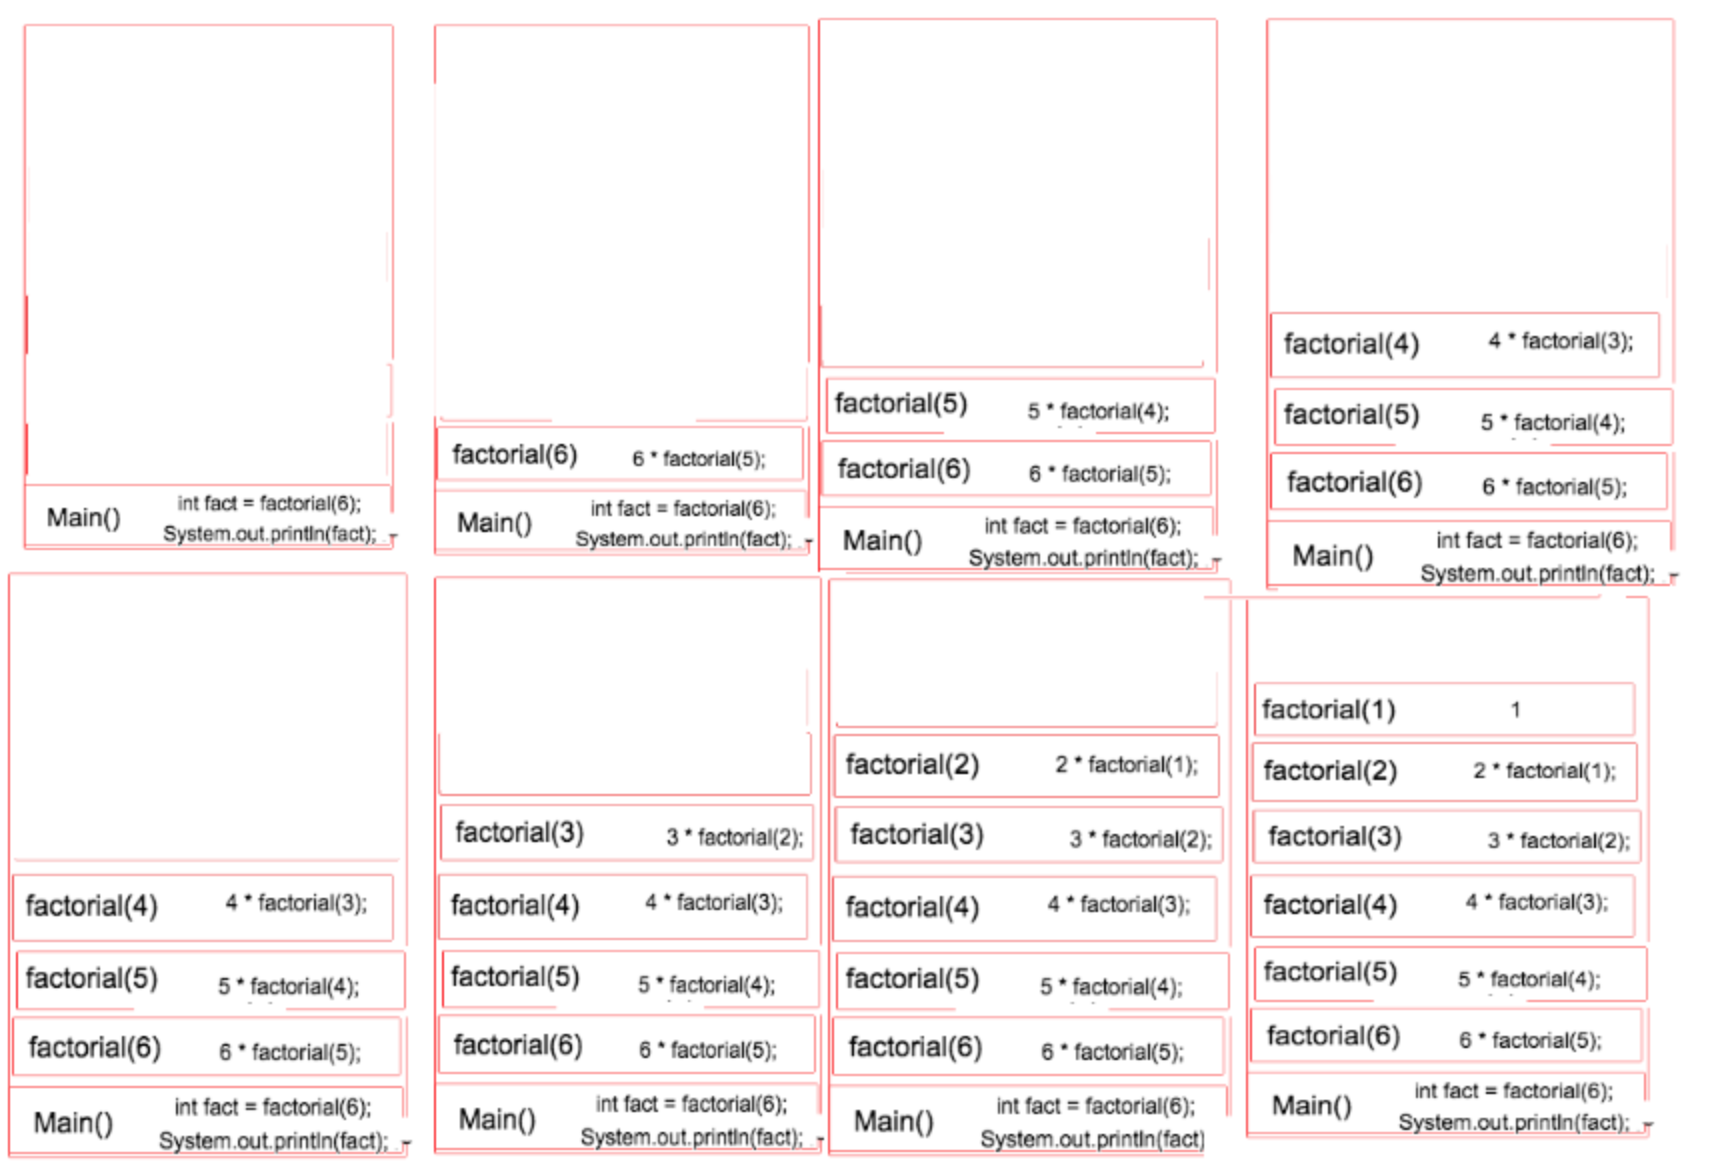 Main()
int fact = factorial(6);
System.out.println(fact);
factorial(6)
6 * factorial(5);
Main()
int fact = factorial(6);
System.out.println(fact);
factorial(5)
5 * factorial(4);
factorial(6)
6 * factorial(5);
Main()
int fact = factorial(6);
System.out.println(fact);
factorial(4)
4 * factorial(3);
factorial(5)
5 * factorial(4);
factorial(6)
6 * factorial(5);
Main()
int fact = factorial(6);
System.out.println(fact);
factorial(4)
4 * factorial(3);
factorial(5)
5 * factorial(4);
factorial(6)
6 * factorial(5);
Main()
int fact = factorial(6);
System.out.println(fact);
factorial(3)
3 * factorial(2);
factorial(4)
4 * factorial(3);
factorial(5)
5 * factorial(4);
factorial(6)
6 * factorial(5);
Main()
int fact = factorial(6);
System.out.println(fact);
factorial(2)
2 * factorial(1);
factorial(3)
3 * factorial(2);
factorial(4)
4 * factorial(3);
factorial(5)
5 * factorial(4);
factorial(6)
6 * factorial(5);
Main()
int fact = factorial(6);
System.out.println(fact)
factorial(1)
1
factorial(2)
2 * factorial(1);
factorial(3)
3 * factorial(2);
factorial(4)
4 * factorial(3);
factorial(5)
5 * factorial(4);
factorial(6)
6 * factorial(5);
Main()
int fact = factorial(6);
System.out.println(fact);